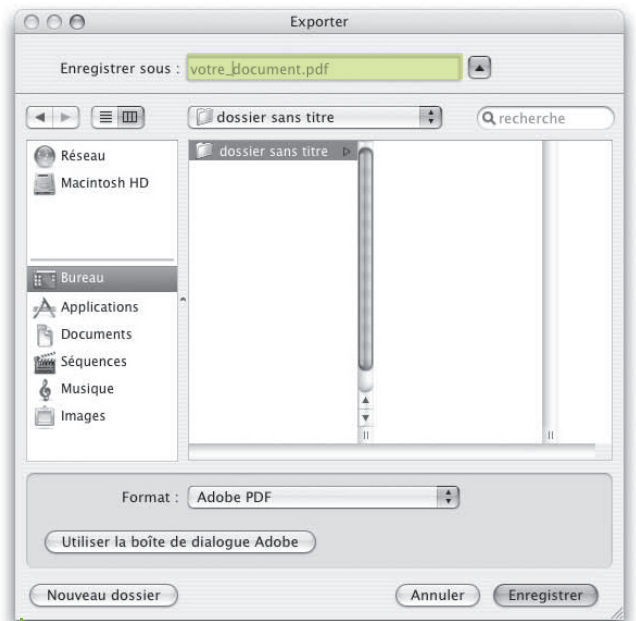 Exporter
Enregistrer sous : votre_document.pdf
dossier sans titre
recherche
Réseau
Macintosh HD
dossier sans titre
Bureau
Applications
Documents
Séquences
Musique
Images
Format : Adobe PDF
Utiliser la boîte de dialogue Adobe
Nouveau dossier
Annuler
Enregistrer